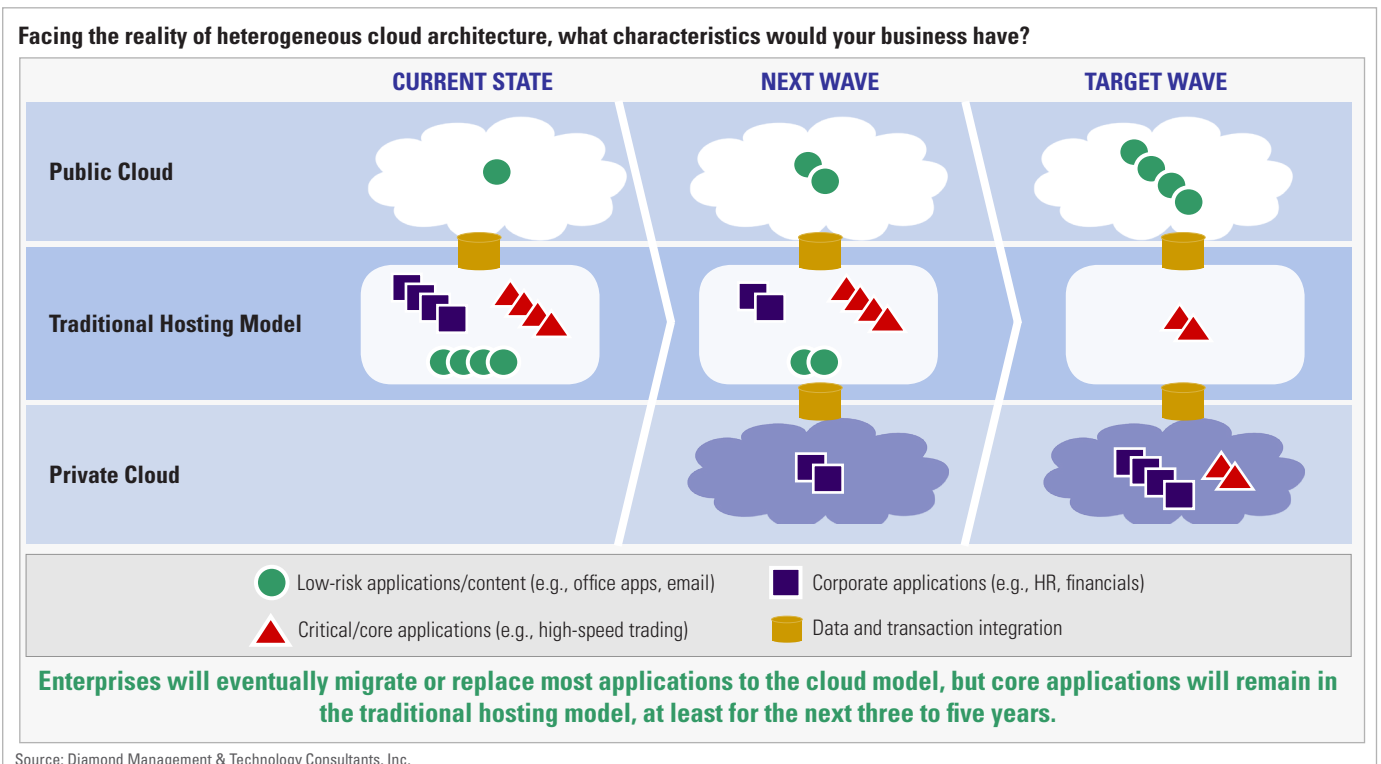 Facing the reality of heterogeneous cloud architecture, what characteristics would your business have?
CURRENT STATE
NEXT WAVE
TARGET WAVE
Public Cloud
Traditional Hosting Model
Private Cloud
Low-risk applications/content (e.g., office apps, email)
Corporate applications (e.g., HR, financials)
Critical/core applications (e.g., high-speed trading)
Data and transaction integration
Enterprises will eventually migrate or replace most applications to the cloud model, but core applications will remain in
the traditional hosting model, at least for the next three to five years.
Source: Diamond Management & Technology Consultants, Inc.